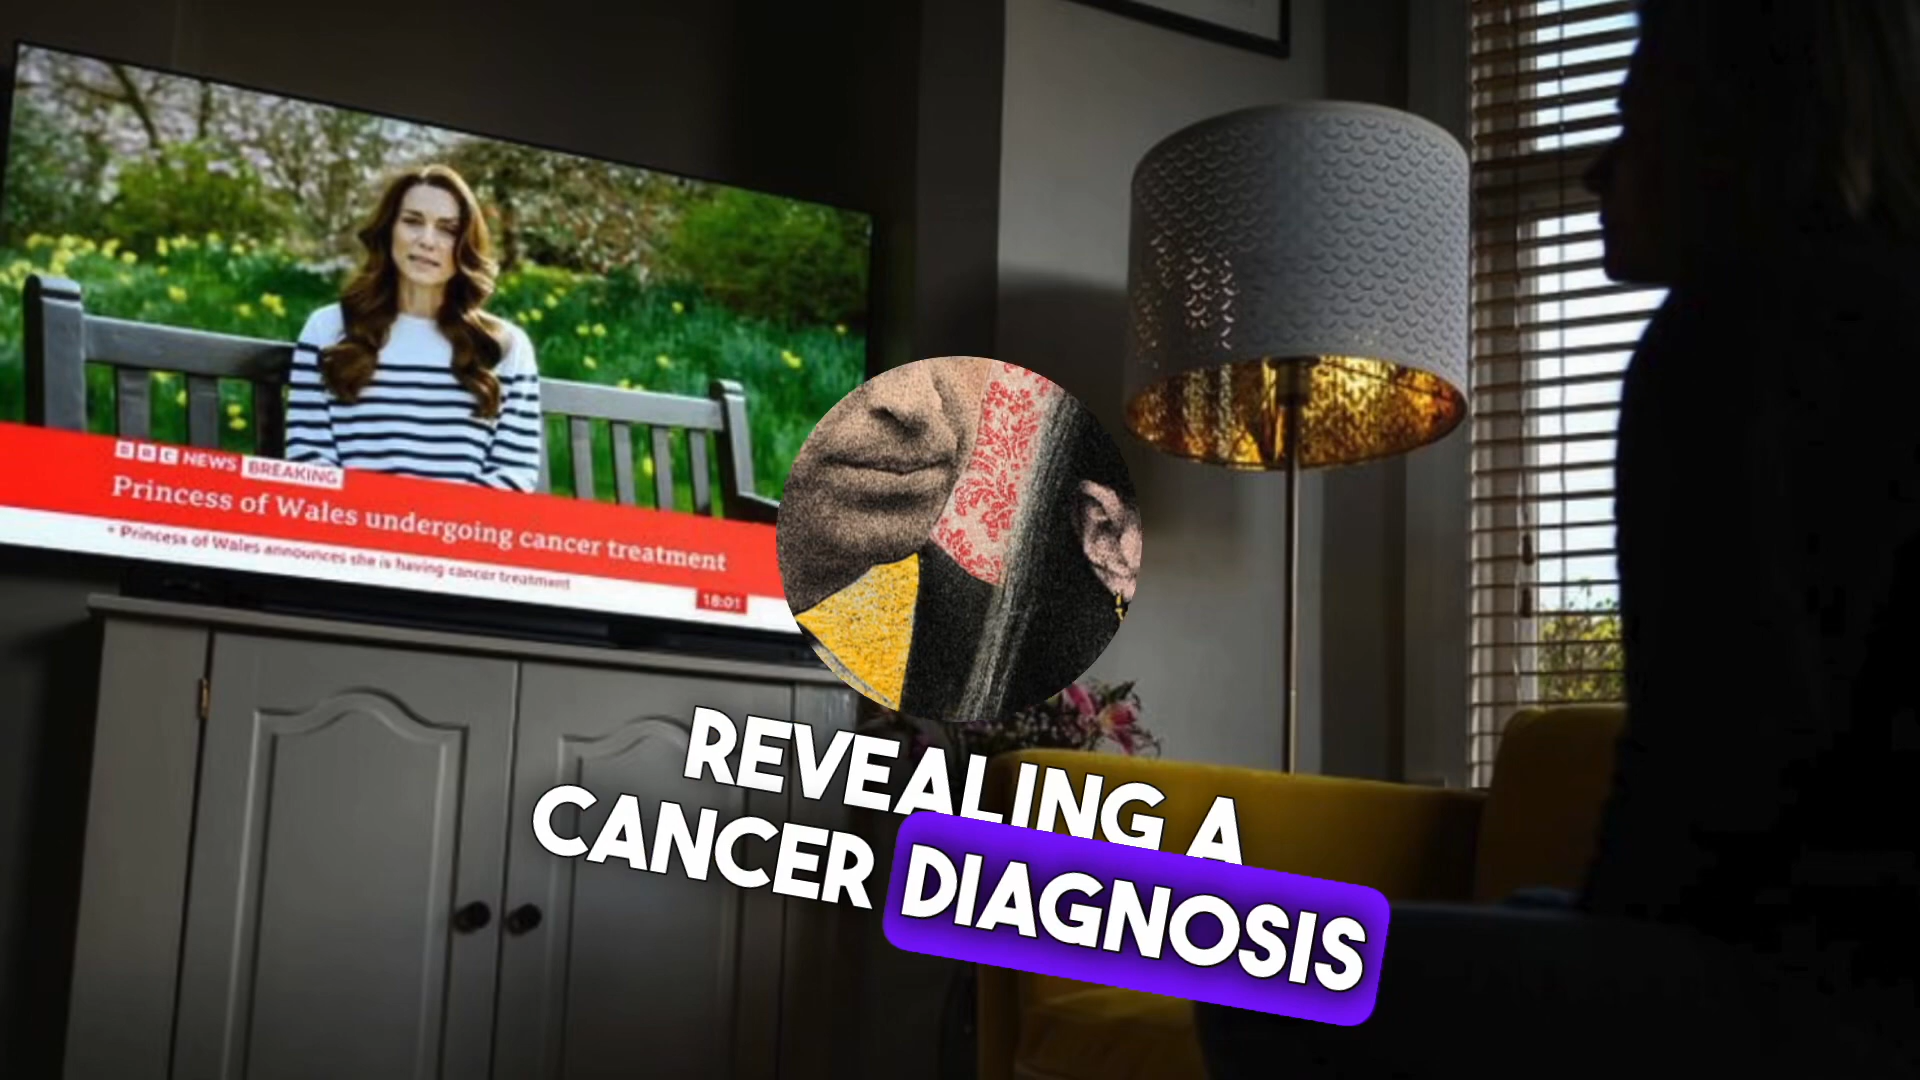 BBC NEWS BREAKING
Princess of Wales undergoing cancer treatment
• Princess of Wales announces she is having cancer treatment
18:01
REVEALING A
CANCER DIAGNOSIS